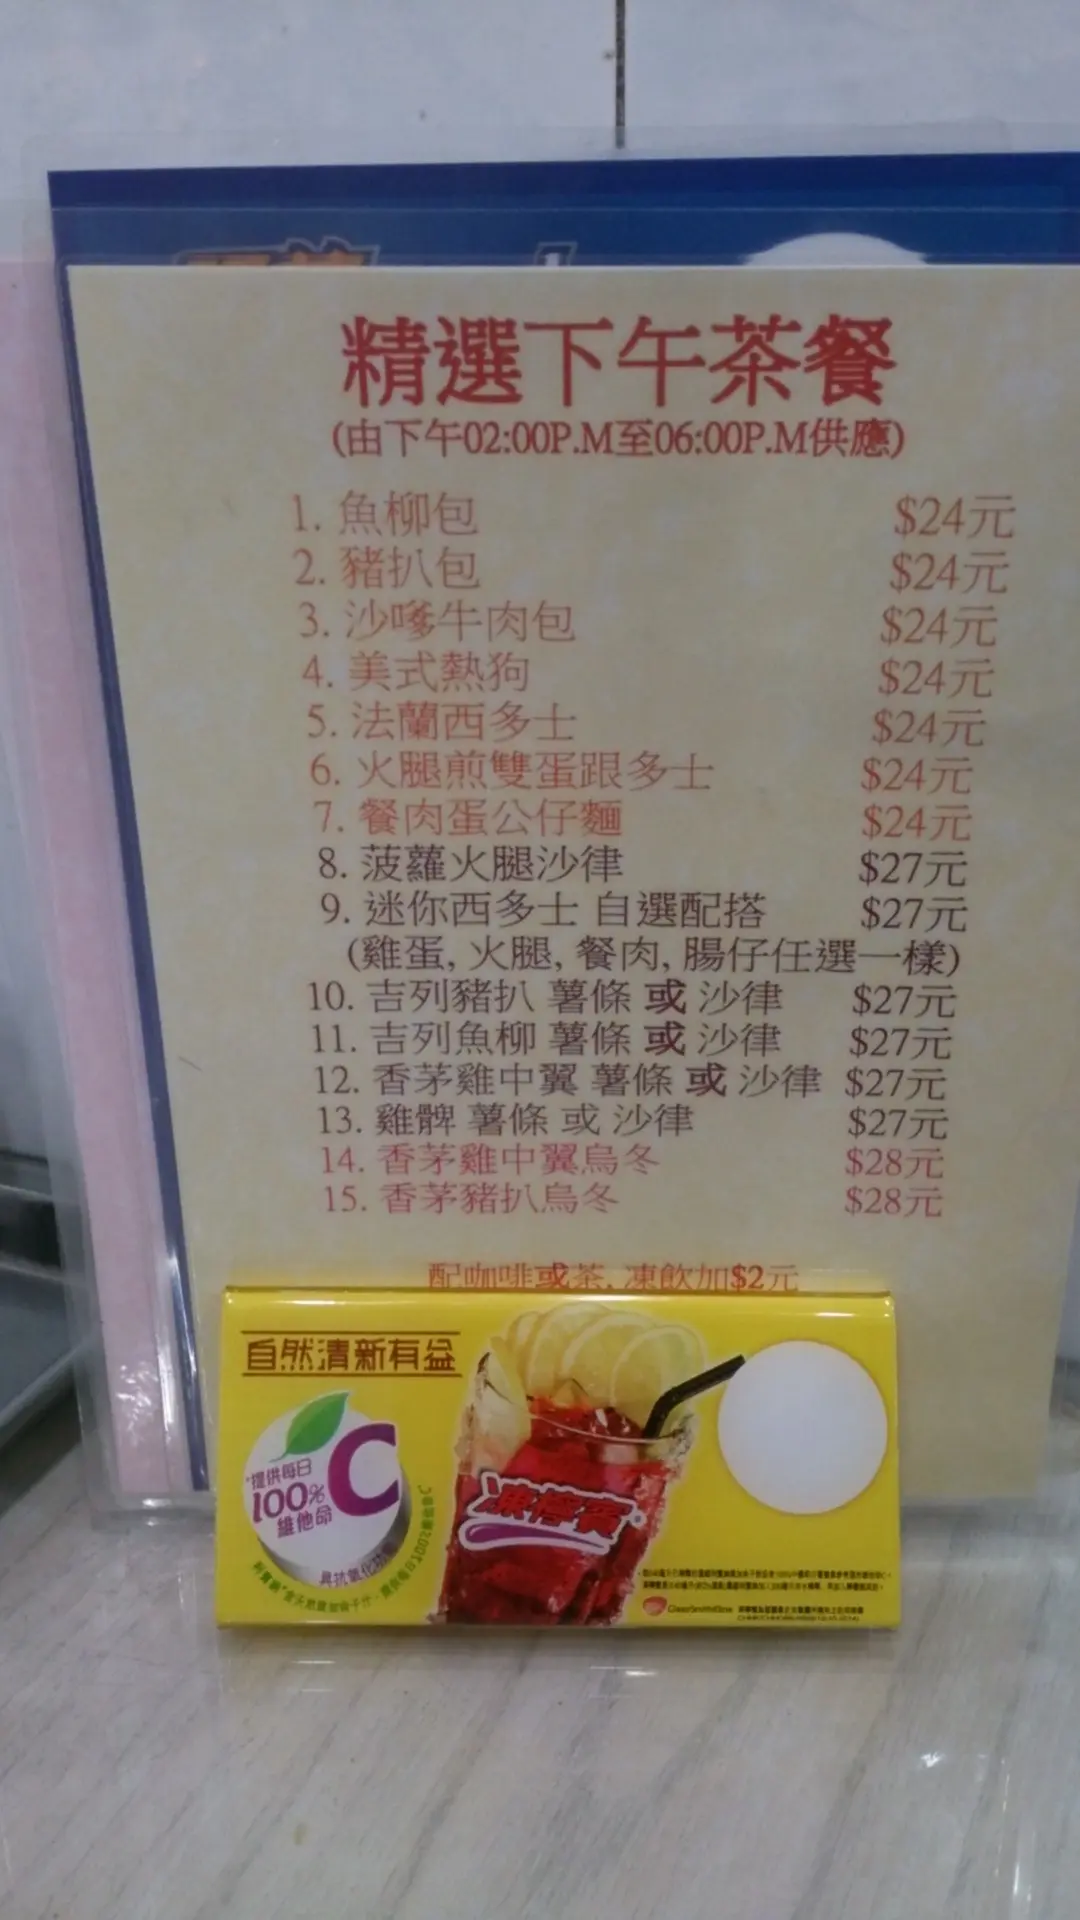 精選下午茶餐
(由下午02:00P.M至06:00P.M供應)
1. 魚柳包 $24元
2. 豬扒包 $24元
3. 沙嗲牛肉包 $24元
4. 美式熱狗 $24元
5. 法蘭西多士 $24元
6. 火腿煎雙蛋跟多士 $24元
7. 餐肉蛋公仔麵 $24元
8. 菠蘿火腿沙律 $27元
9. 迷你西多士 自選配搭 $27元
(雞蛋, 火腿, 餐肉, 腸仔任選一樣)
10. 吉列豬扒 薯條 或 沙律 $27元
11. 吉列魚柳 薯條 或 沙律 $27元
12. 香茅雞中翼 薯條 或 沙律 $27元
13. 雞髀 薯條 或 沙律 $27元
14. 香茅雞中翼烏冬 $28元
15. 香茅豬扒烏冬 $28元
配咖啡或茶, 凍飲加$2元
自然清新有益
*提供每日
100%
維他命
C
具抗氧化功
凍檸賓
GlaxoSmithKline